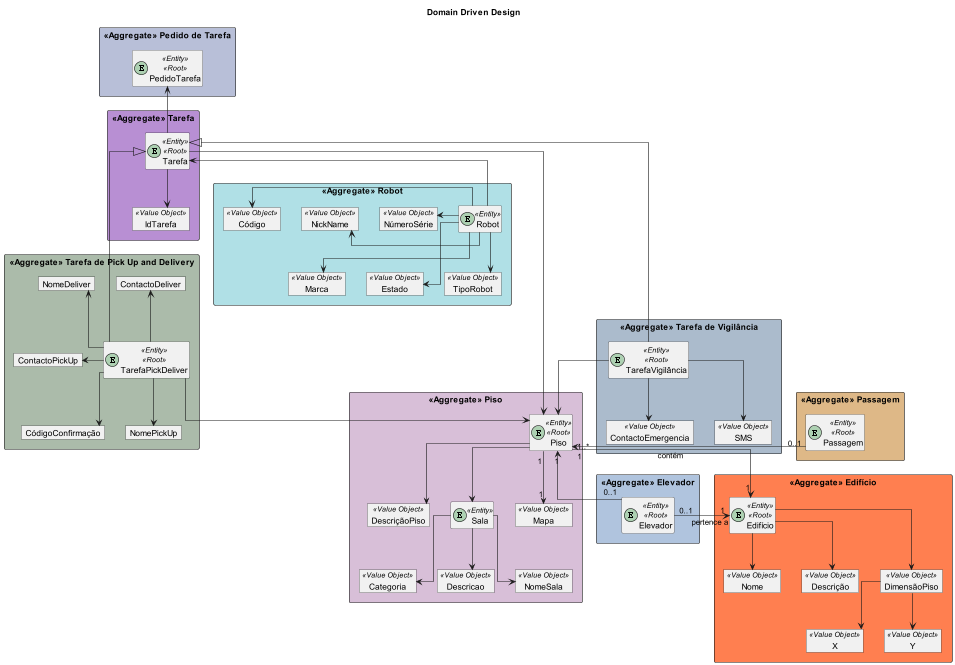 Domain Driven Design
«Aggregate» Pedido de Tarefa
E
«Entity»
«Root»
PedidoTarefa
«Aggregate» Tarefa
E
«Entity»
«Root»
Tarefa
«Value Object»
IdTarefa
«Aggregate» Robot
E
«Entity»
Robot
«Value Object»
Código
«Value Object»
NickName
«Value Object»
NúmeroSérie
«Value Object»
Marca
«Value Object»
Estado
«Value Object»
TipoRobot
«Aggregate» Tarefa de Pick Up and Delivery
NomeDeliver
ContactoDeliver
E
«Entity»
«Root»
TarefaPickDeliver
ContactoPickUp
CódigoConfirmação
NomePickUp
«Aggregate» Tarefa de Vigilância
E
«Entity»
«Root»
TarefaVigilância
«Value Object»
ContactoEmergencia
«Value Object»
SMS
«Aggregate» Passagem
E
«Entity»
«Root»
Passagem
«Aggregate» Piso
E
«Entity»
«Root»
Piso
1..*
0..1
1
1
1
contém
1
«Value Object»
DescriçãoPiso
E
«Entity»
Sala
1
«Value Object»
Mapa
«Value Object»
Categoria
«Value Object»
Descricao
«Value Object»
NomeSala
«Aggregate» Elevador
0..1
E
«Entity»
«Root»
Elevador
0..1
1
pertence a
«Aggregate» Edifício
E
«Entity»
«Root»
Edifício
«Value Object»
Nome
«Value Object»
Descrição
«Value Object»
DimensãoPiso
«Value Object»
X
«Value Object»
Y